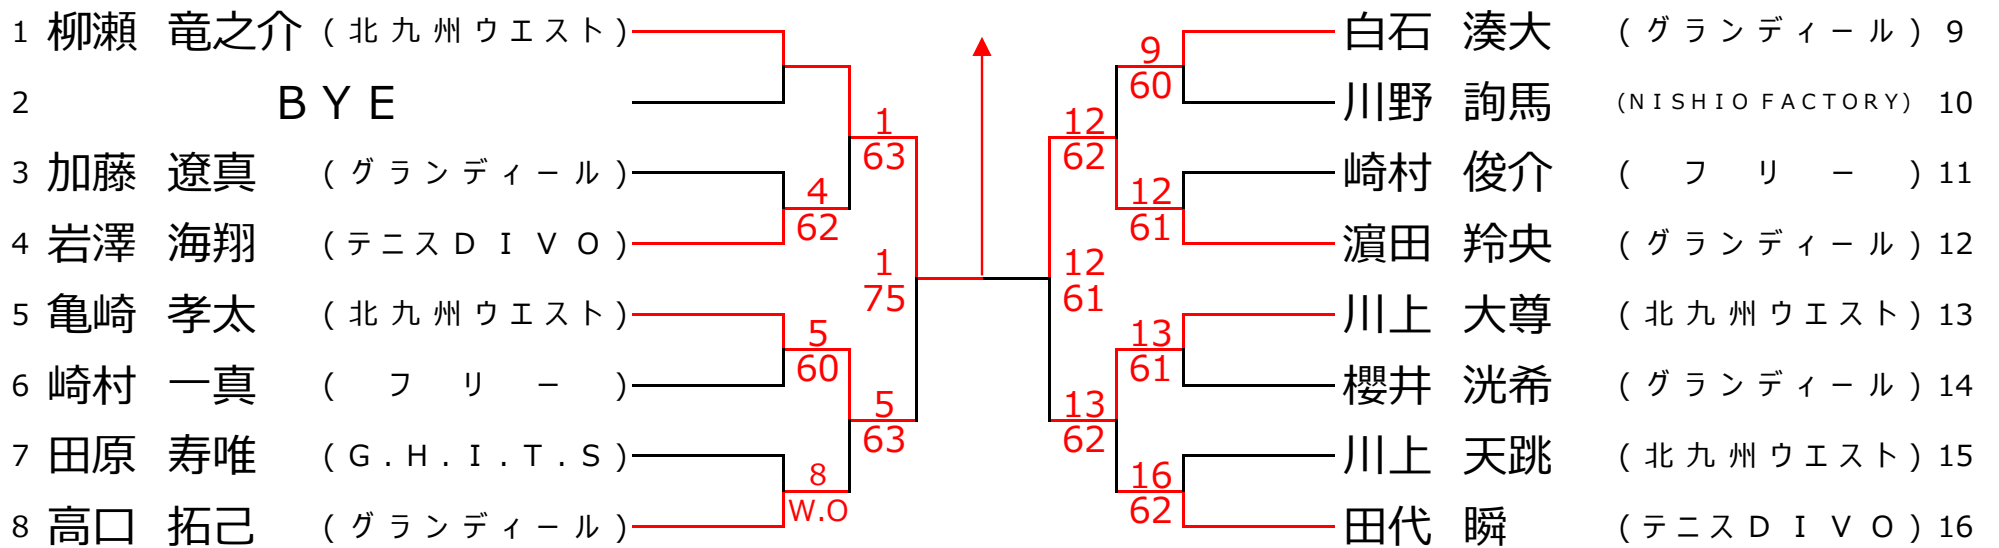 1 柳瀬 竜之介 (北九州ウエスト)
2 BYE
3 加藤 遼真 (グランディール)
4 岩澤 海翔 (テニスDIVO)
5 亀崎 孝太 (北九州ウエスト)
6 崎村 一真 (フリー)
7 田原 寿唯 (G.H.I.T.S)
8 高口 拓己 (グランディール)
4
62
5
60
8
W.O
1
63
5
63
1
75
12
61
12
62
13
62
9
60
12
61
13
61
16
62
白石 湊大 (グランディール) 9
川野 詢馬 (NISHIO FACTORY) 10
崎村 俊介 (フリー) 11
濵田 羚央 (グランディール) 12
川上 大尊 (北九州ウエスト) 13
櫻井 洸希 (グランディール) 14
川上 天跳 (北九州ウエスト) 15
田代 瞬 (テニスDIVO) 16